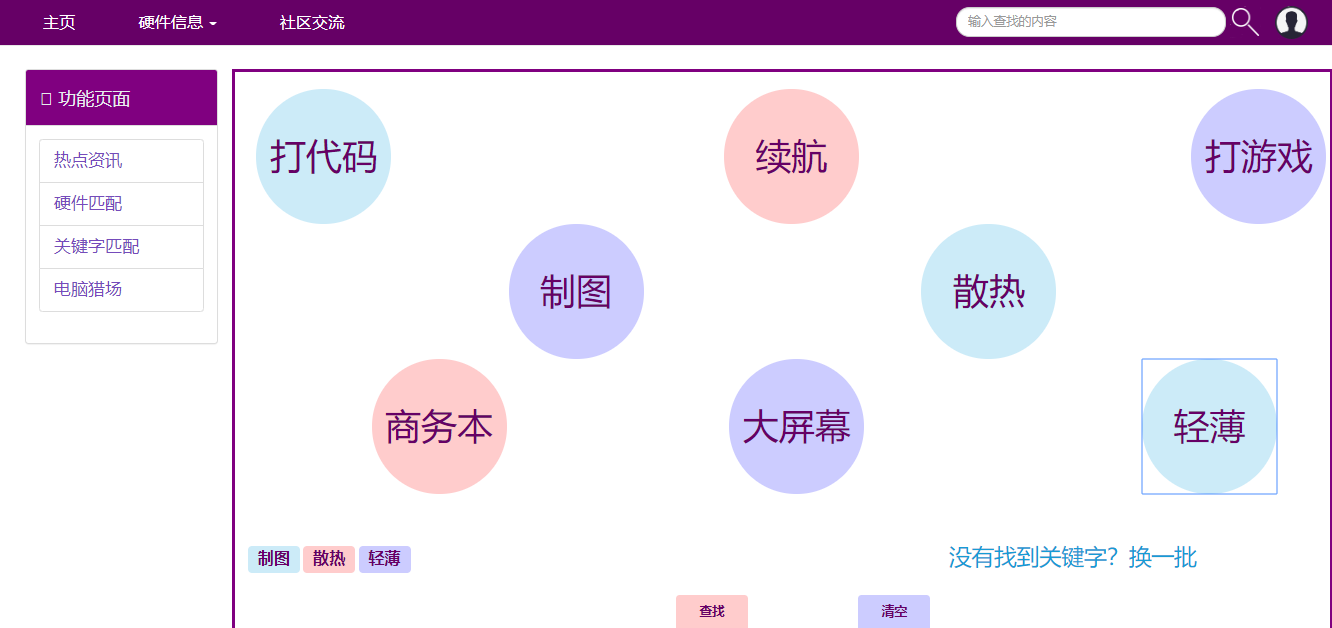 主页 硬件信息 社区交流 输入查找的内容
功能页面
热点资讯
硬件匹配
关键字匹配
电脑猎场
打代码 续航 打游戏
制图 散热
商务本 大屏幕 轻薄
制图 散热 轻薄 没有找到关键字？换一批
查找 清空